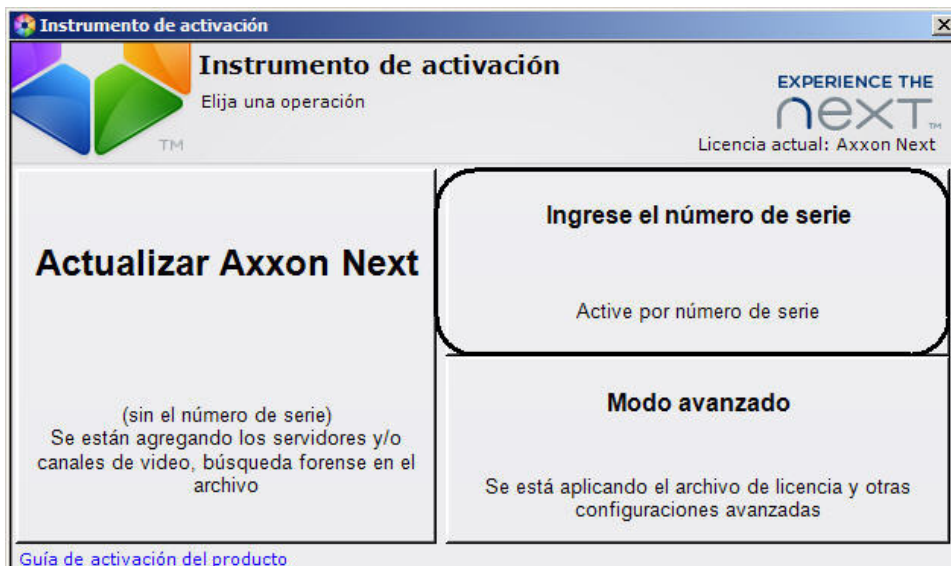 Instrumento de activación
Instrumento de activación
Elija una operación
TM
EXPERIENCE THE
next TM
Licencia actual: Axxon Next
Actualizar Axxon Next
(sin el número de serie)
Se están agregando los servidores y/o
canales de video, búsqueda forense en el
archivo
Ingrese el número de serie
Active por número de serie
Modo avanzado
Se está aplicando el archivo de licencia y otras
configuraciones avanzadas
Guía de activación del producto